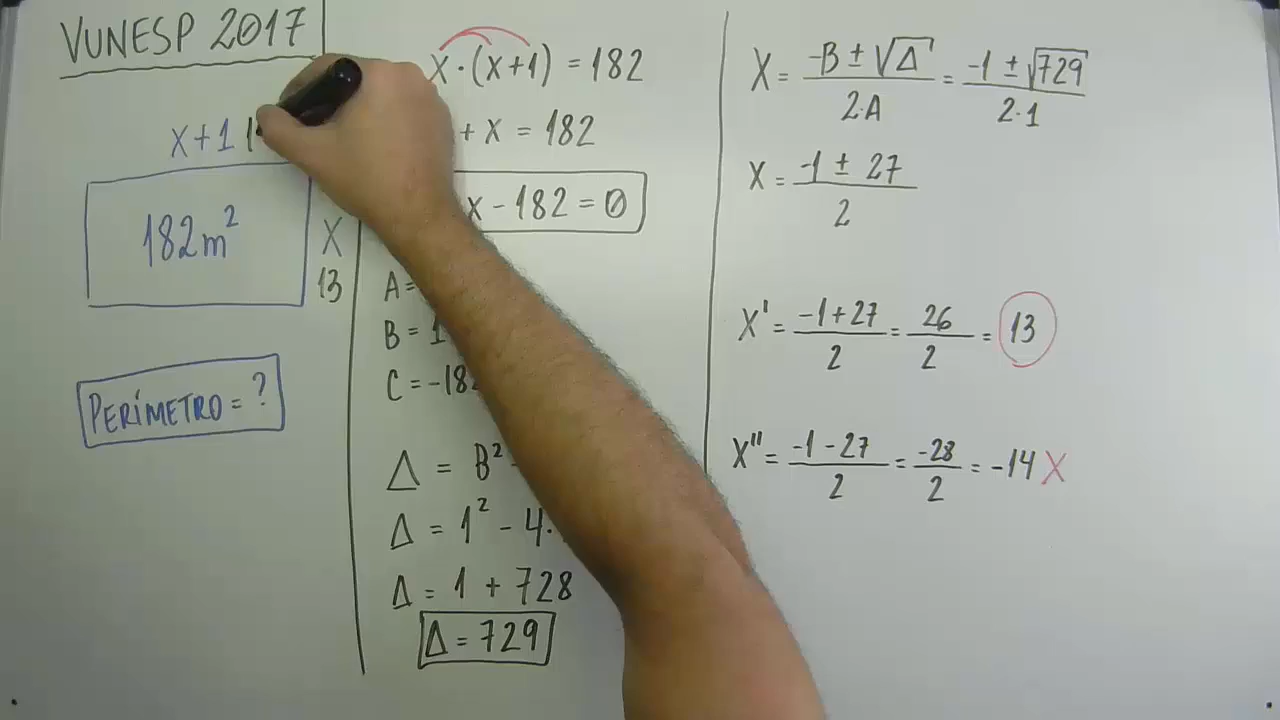 VUNESP 2017
x+1 1
182m²
X
13
PERÍMETRO = ?
x·(x+1) = 182
+ x = 182
x - 182 = 0
A =
B = 1
C = -182
Δ = B²
Δ = 1² - 4·
Δ = 1 + 728
Δ = 729
X = -B ± √Δ / 2·A = -1 ± √729 / 2·1
X = -1 ± 27 / 2
X' = -1+27 / 2 = 26 / 2 = 13
X'' = -1-27 / 2 = -28 / 2 = -14 X